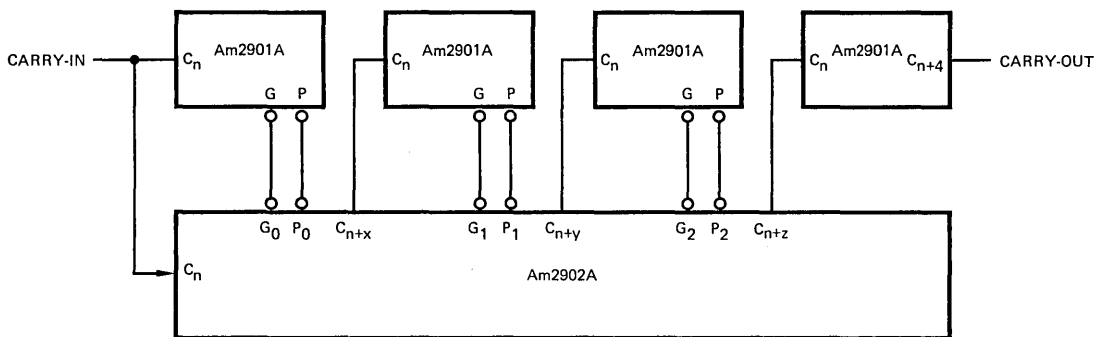 Am2901A Am2901A Am2901A Am2901A
CARRY-IN Cn Cn Cn Cn Cn+4 CARRY-OUT
G P G P G P
G0 P0 Cn+x G1 P1 Cn+y G2 P2 Cn+z
Cn Am2902A